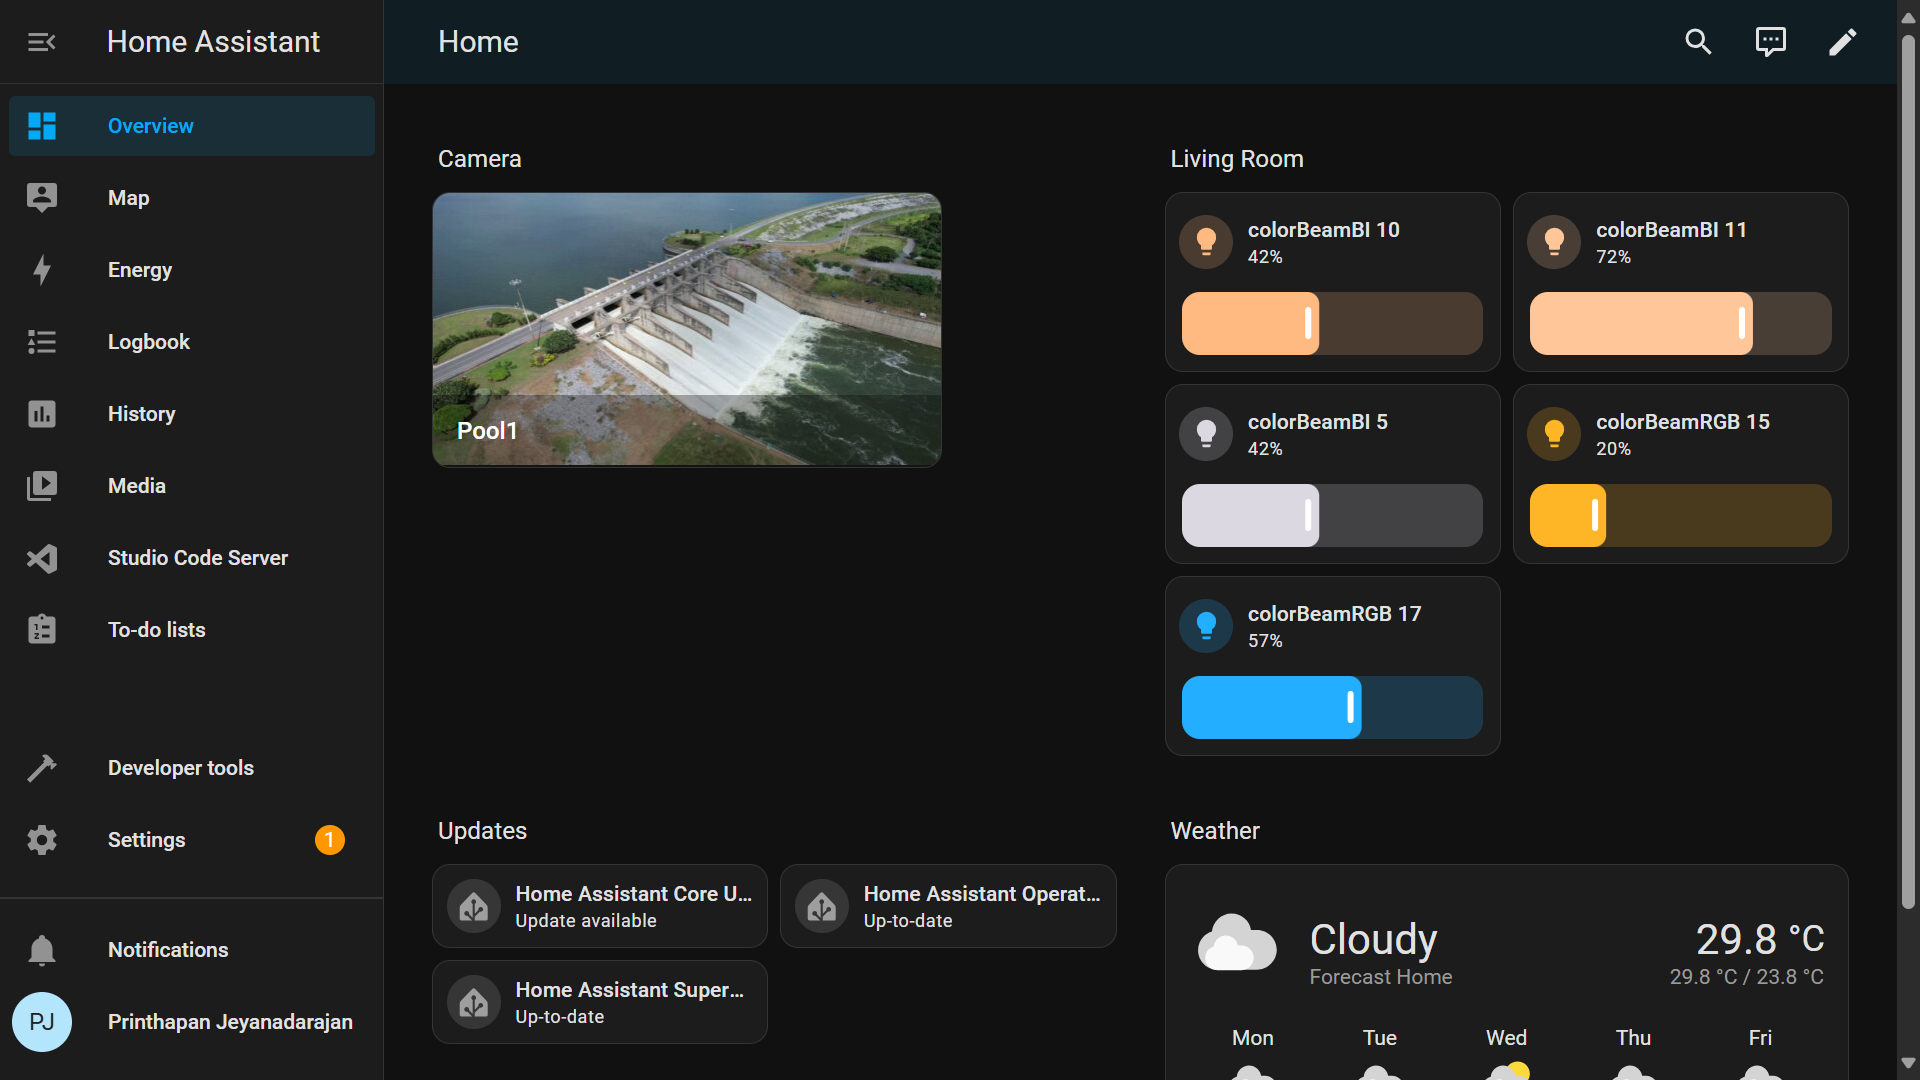 Home Assistant
Home
Overview
Map
Energy
Logbook
History
Media
Studio Code Server
To-do lists
Developer tools
Settings
1
Notifications
PJ
Printhapan Jeyanadarajan
Camera
Pool1
Living Room
colorBeamBI 10
42%
colorBeamBI 11
72%
colorBeamBI 5
42%
colorBeamRGB 15
20%
colorBeamRGB 17
57%
Updates
Home Assistant Core U...
Update available
Home Assistant Operat...
Up-to-date
Home Assistant Super...
Up-to-date
Weather
Cloudy
Forecast Home
29.8 °C
29.8 °C / 23.8 °C
Mon Tue Wed Thu Fri